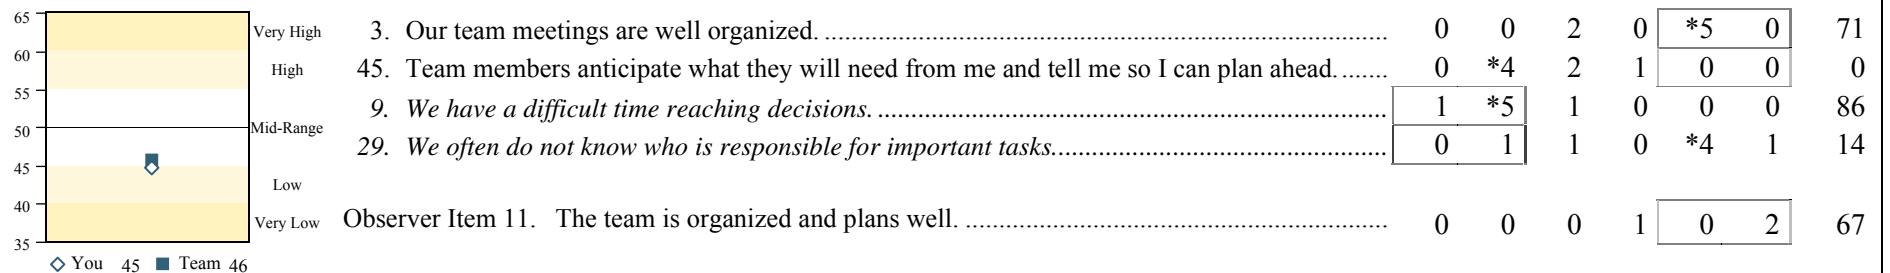 65
60
55
50
45
40
35
Very High
High
Mid-Range
Low
Very Low
You 45 Team 46
3. Our team meetings are well organized. ........ 0 0 2 0 *5 0 71
45. Team members anticipate what they will need from me and tell me so I can plan ahead. ........ 0 *4 2 1 0 0 0
9. We have a difficult time reaching decisions. ........ 1 *5 1 0 0 0 86
29. We often do not know who is responsible for important tasks. ........ 0 1 1 0 *4 1 14
Observer Item 11. The team is organized and plans well. ........ 0 0 0 1 0 2 67